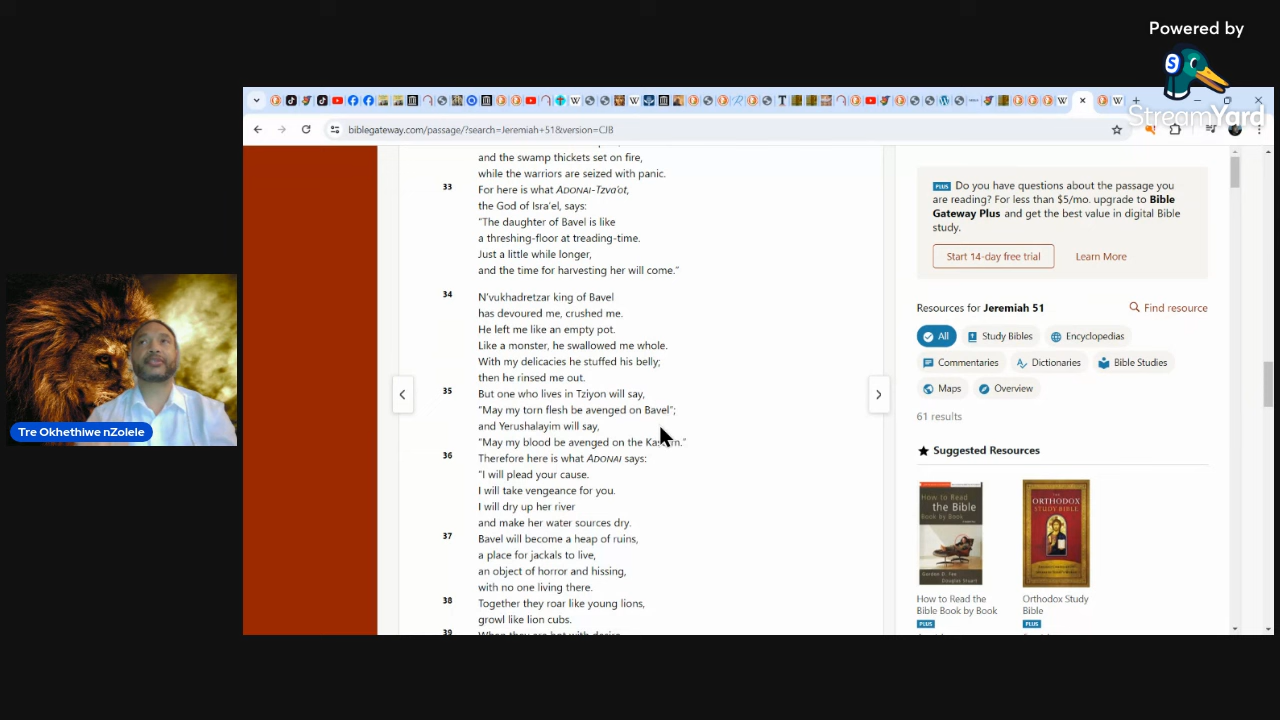 Powered by
StreamYard
biblegateway.com/passage/?search=Jeremiah+51&version=CJB
and the swamp thickets set on fire,
while the warriors are seized with panic.
33 For here is what ADONAI-Tzva'ot,
the God of Isra'el, says:
"The daughter of Bavel is like
a threshing-floor at treading-time.
Just a little while longer,
and the time for harvesting her will come."
34 N'vukhadretzar king of Bavel
has devoured me, crushed me.
He left me like an empty pot.
Like a monster, he swallowed me whole.
With my delicacies he stuffed his belly;
then he rinsed me out.
35 But one who lives in Tziyon will say,
"May my torn flesh be avenged on Bavel";
and Yerushalayim will say,
"May my blood be avenged on the
36 Therefore here is what ADONAI says:
"I will plead your cause.
I will take vengeance for you.
I will dry up her river
and make her water sources dry.
37 Bavel will become a heap of ruins,
a place for jackals to live,
an object of horror and hissing,
with no one living there.
38 Together they roar like young lions,
growl like lion cubs.
39
PLUS Do you have questions about the passage you
are reading? For less than $5/mo. upgrade to Bible
Gateway Plus and get the best value in digital Bible
study.
Start 14-day free trial Learn More
Resources for Jeremiah 51 Find resource
All Study Bibles Encyclopedias
Commentaries Dictionaries Bible Studies
Maps Overview
61 results
Suggested Resources
How to Read
the Bible
Book by Book
THE
ORTHODOX
STUDY BIBLE
How to Read the
Bible Book by Book
PLUS
Orthodox Study
Bible
PLUS
Tre Okhethiwe nZolele